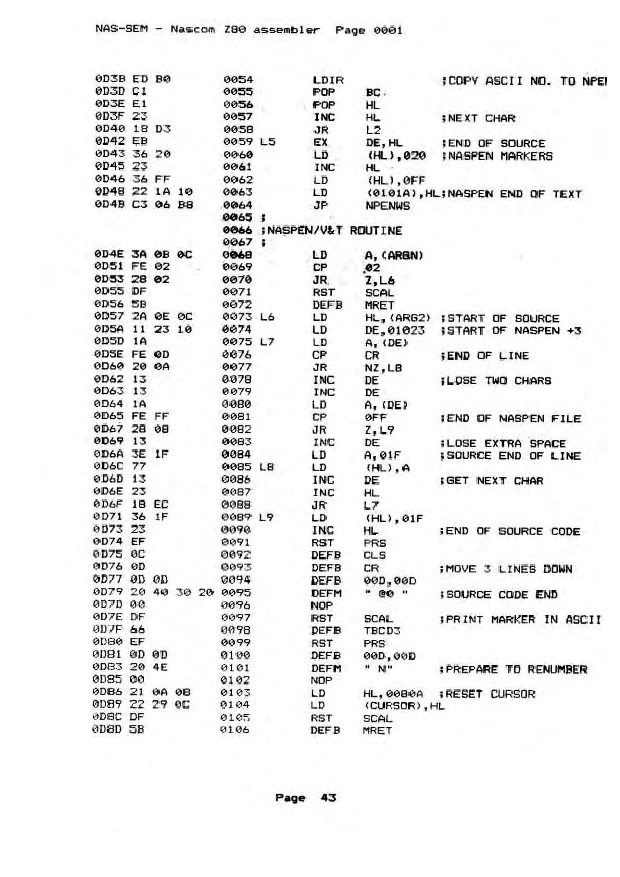 NAS-SEM - Nascom Z80 assembler Page 0001
0D3B ED B0 0054 LDIR ;COPY ASCII NO. TO NPE
0D3D C1 0055 POP BC
0D3E E1 0056 POP HL
0D3F 23 0057 INC HL ;NEXT CHAR
0D40 18 D3 0058 JR L2
0D42 EB 0059 L5 EX DE,HL ;END OF SOURCE
0D43 36 20 0060 LD (HL),020 ;NASPEN MARKERS
0D45 23 0061 INC HL
0D46 36 FF 0062 LD (HL),0FF
0D48 22 1A 10 0063 LD (0101A),HL;NASPEN END OF TEXT
0D4B C3 06 B8 0064 JP NPENWS
0065 ;
0066 ;NASPEN/V&T ROUTINE
0067 ;
0D4E 3A 0B 0C 0068 LD A,(ARGN)
0D51 FE 02 0069 CP 02
0D53 28 02 0070 JR Z,L6
0D55 DF 0071 RST SCAL
0D56 5B 0072 DEFB MRET
0D57 2A 0E 0C 0073 L6 LD HL,(ARG2) ;START OF SOURCE
0D5A 11 23 10 0074 LD DE,01023 ;START OF NASPEN +3
0D5D 1A 0075 L7 LD A,(DE)
0D5E FE 0D 0076 CP CR ;END OF LINE
0D60 20 0A 0077 JR NZ,L8
0D62 13 0078 INC DE ;LOSE TWO CHARS
0D63 13 0079 INC DE
0D64 1A 0080 LD A,(DE)
0D65 FE FF 0081 CP 0FF ;END OF NASPEN FILE
0D67 28 08 0082 JR Z,L9
0D69 13 0083 INC DE ;LOSE EXTRA SPACE
0D6A 3E 1F 0084 LD A,01F ;SOURCE END OF LINE
0D6C 77 0085 L8 LD (HL),A
0D6D 13 0086 INC DE ;GET NEXT CHAR
0D6E 23 0087 INC HL
0D6F 18 EC 0088 JR L7
0D71 36 1F 0089 L9 LD (HL),01F
0D73 23 0090 INC HL ;END OF SOURCE CODE
0D74 EF 0091 RST PRS
0D75 0C 0092 DEFB CLS
0D76 0D 0093 DEFB CR ;MOVE 3 LINES DOWN
0D77 0D 0D 0094 DEFB 00D,00D
0D79 20 40 30 20 0095 DEFM " @0 " ;SOURCE CODE END
0D7D 00 0096 NOP
0D7E DF 0097 RST SCAL ;PRINT MARKER IN ASCII
0D7F 66 0098 DEFB TBCD3
0D80 EF 0099 RST PRS
0D81 0D 0D 0100 DEFB 00D,00D
0D83 20 4E 0101 DEFM " N" ;PREPARE TO RENUMBER
0D85 00 0102 NOP
0D86 21 0A 08 0103 LD HL,0080A ;RESET CURSOR
0D89 22 29 0C 0104 LD (CURSOR),HL
0D8C DF 0105 RST SCAL
0D8D 5B 0106 DEFB MRET
Page 43